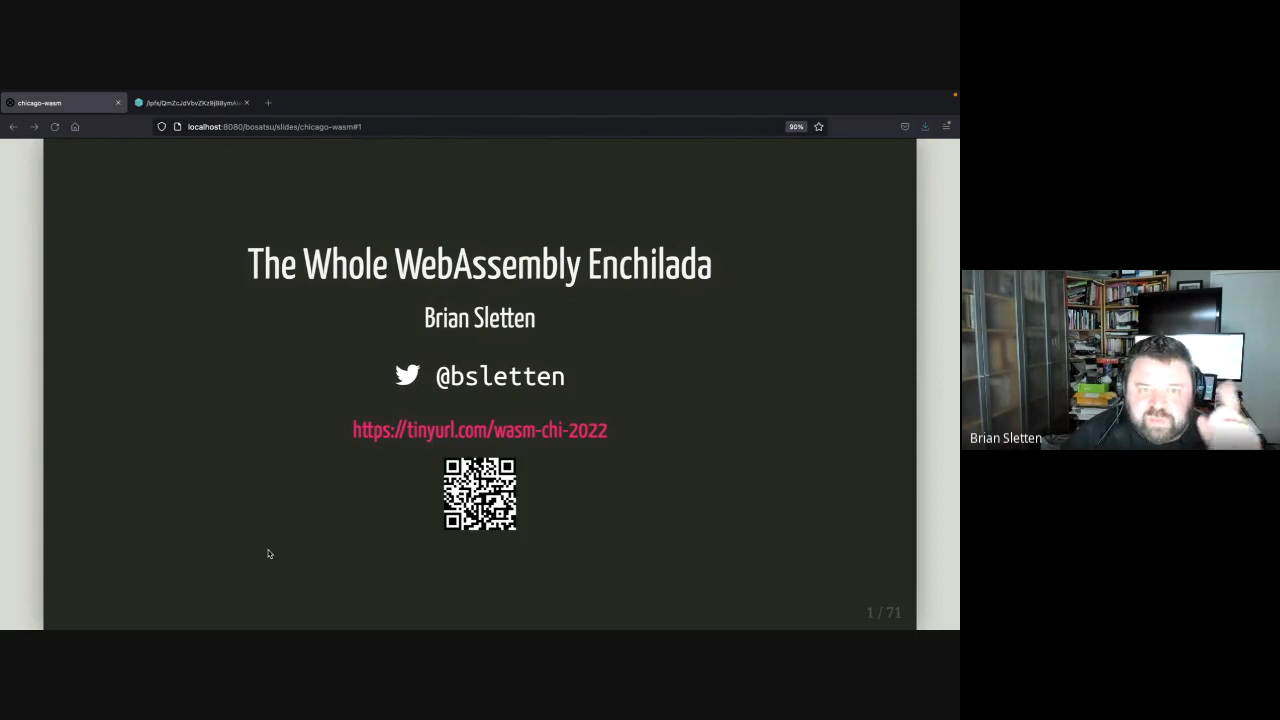 chicago-wasm
localhost:8080/bosatsu/slides/chicago-wasm#1
90%
The Whole WebAssembly Enchilada
Brian Sletten
@bsletten
https://tinyurl.com/wasm-chi-2022
1 / 71
Brian Sletten